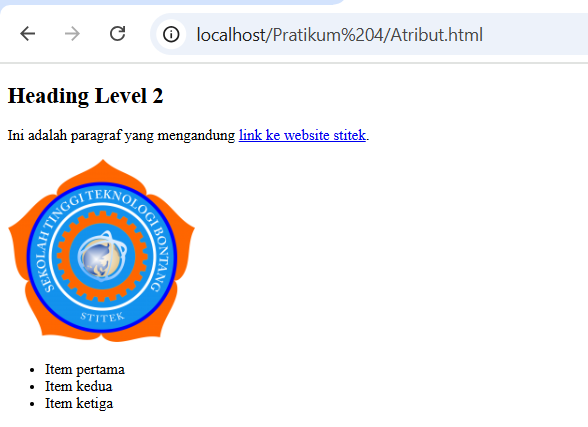 localhost/Pratikum%204/Atribut.html
Heading Level 2
Ini adalah paragraf yang mengandung link ke website stitek.
SEKOLAH TINGGI TEKNOLOGI BONTANG
STITEK
Item pertama
Item kedua
Item ketiga